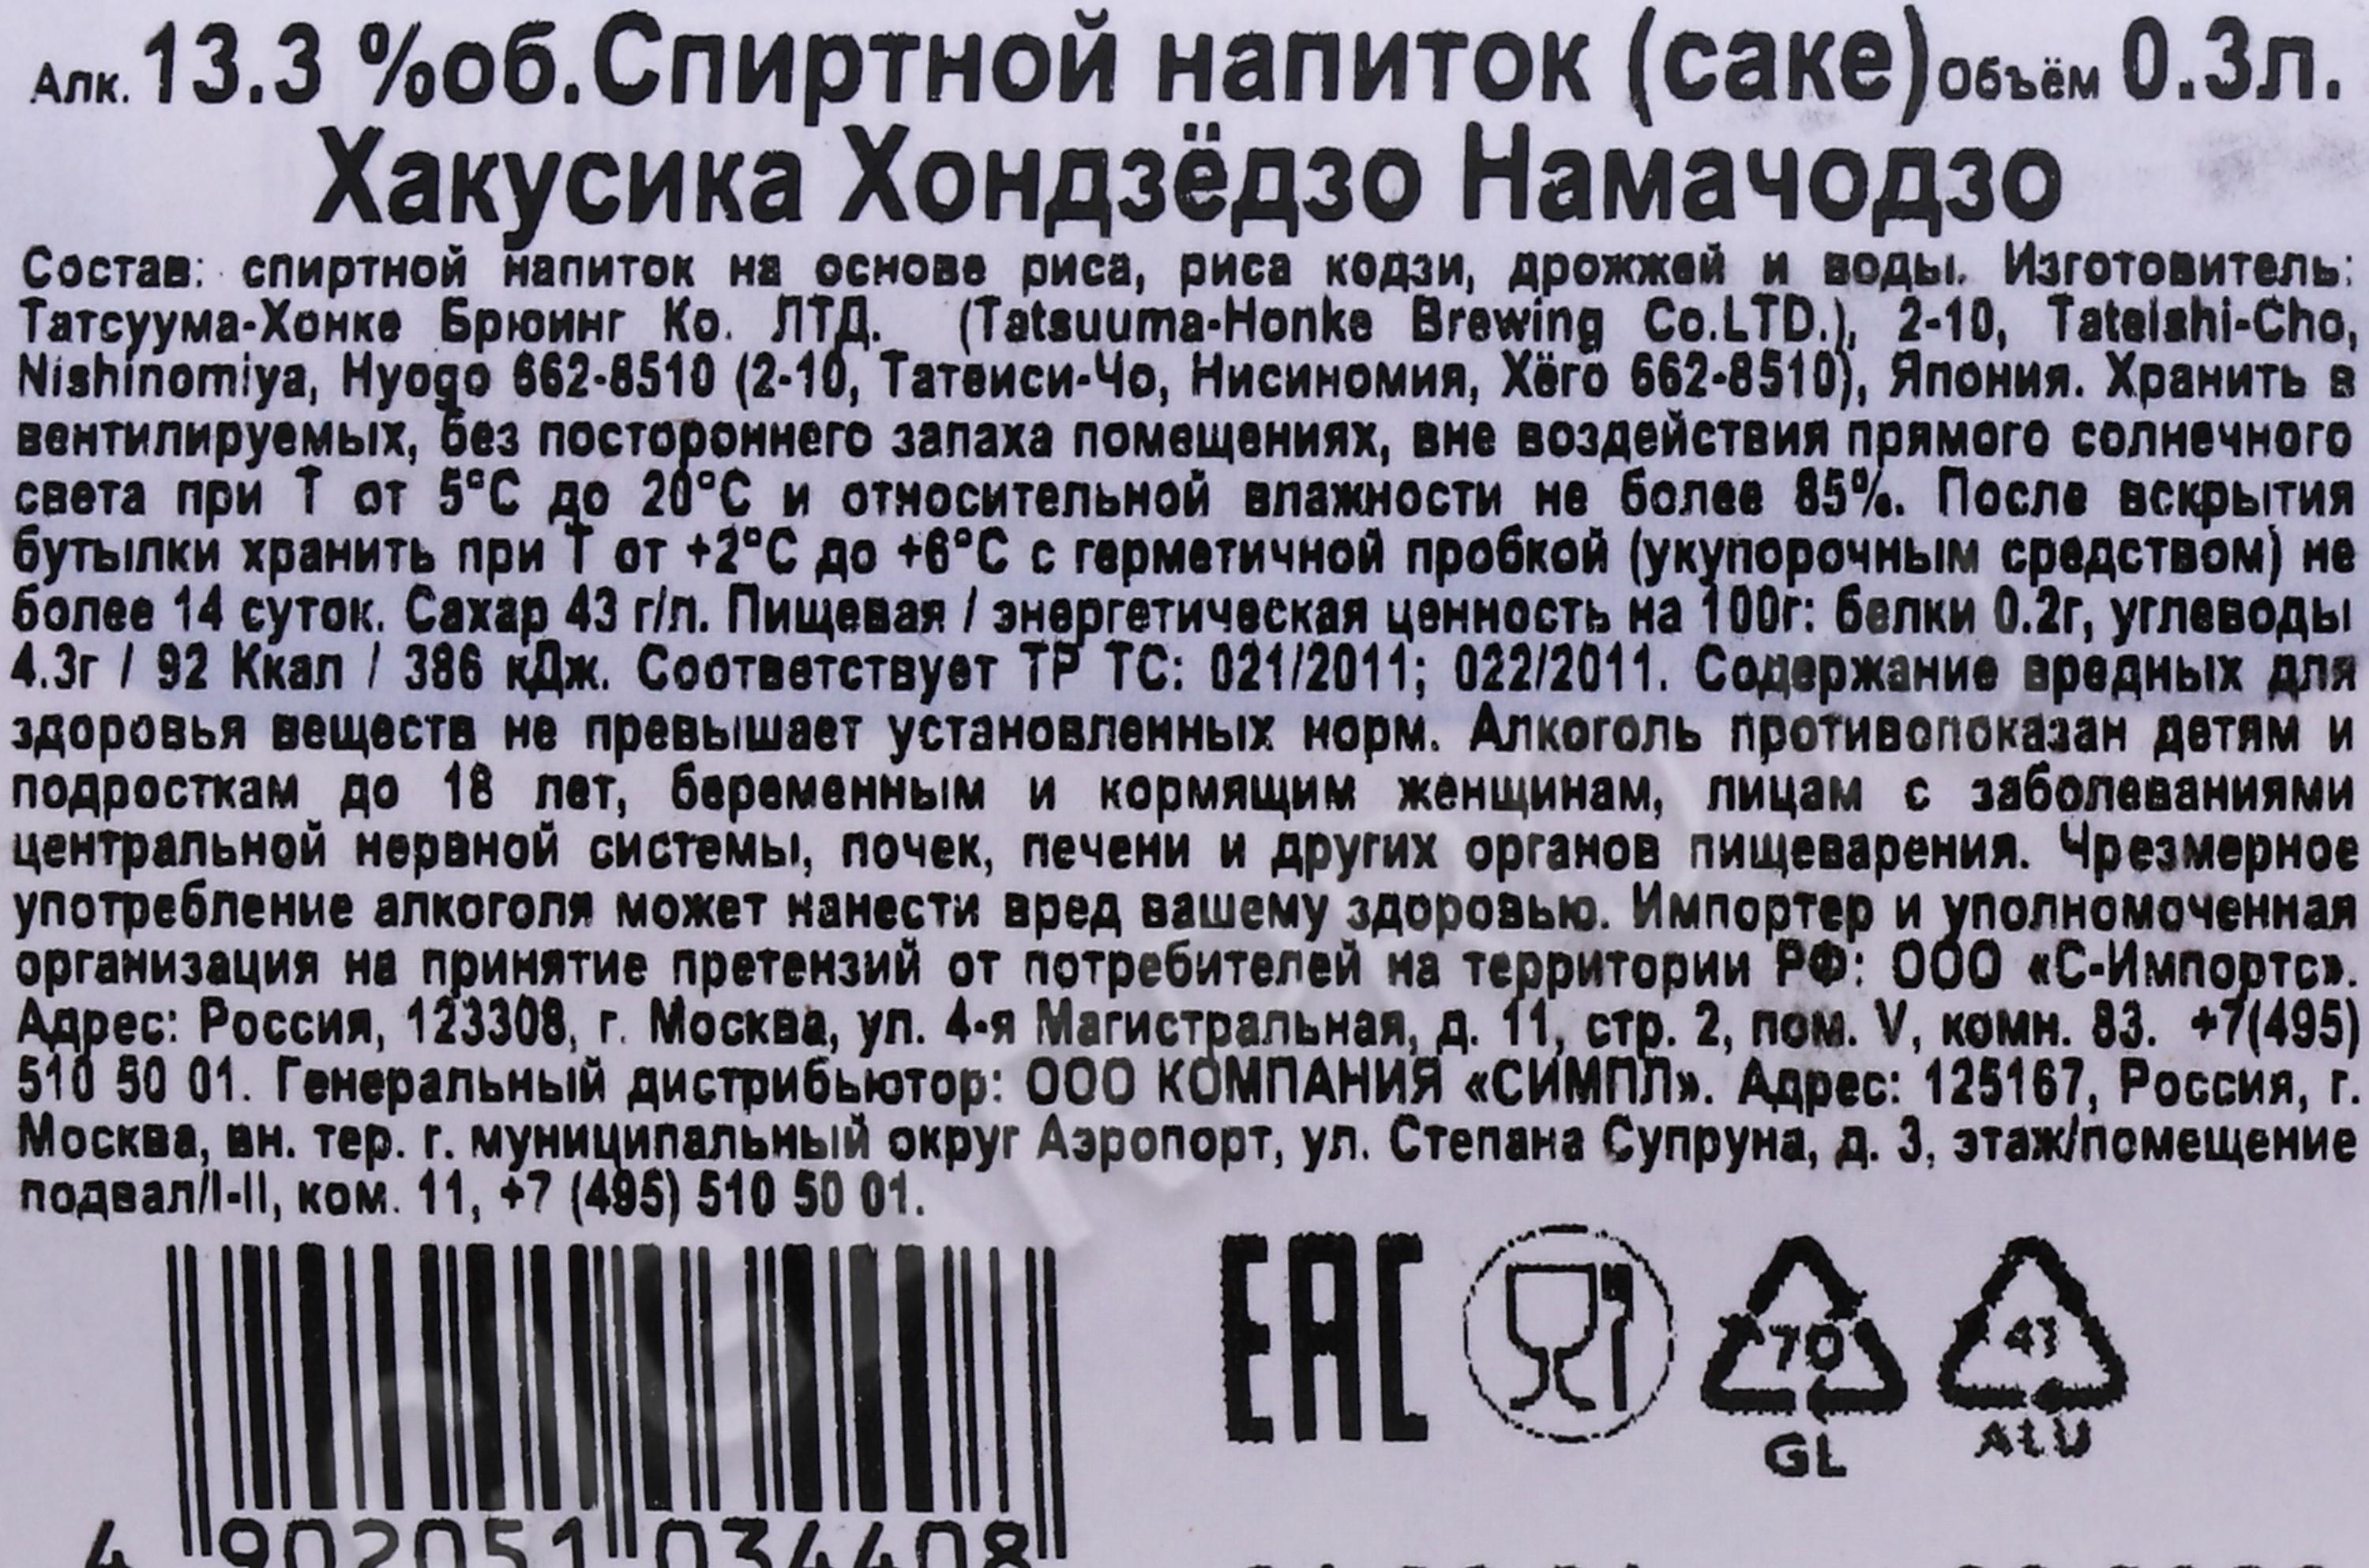 Алк. 13.3 %об. Спиртной напиток (саке) Объём 0.3л.
Хакусика Хондзёдзо Намачодзо
Состав: спиртной напиток на основе риса, риса кодзи, дрожжей и воды. Изготовитель:
Татсуума-Хонке Брюинг Ко. ЛТД. (Tatsuuma-Honke Brewing Co.LTD.), 2-10, Tateishi-Cho,
Nishinomiya, Hyogo 662-8510 (2-10, Татеиси-Чо, Нисиномия, Хёго 662-8510), Япония. Хранить в
вентилируемых, без постороннего запаха помещениях, вне воздействия прямого солнечного
света при Т от 5°С до 20°С и относительной влажности не более 85%. После вскрытия
бутылки хранить при Т от +2°С до +6°С с герметичной пробкой (укупорочным средством) не
более 14 суток. Сахар 43 г/л. Пищевая / энергетическая ценность на 100г: белки 0.2г, углеводы
4.3г / 92 Ккал / 386 кДж. Соответствует ТР ТС: 021/2011; 022/2011. Содержание вредных для
здоровья веществ не превышает установленных норм. Алкоголь противопоказан детям и
подросткам до 18 лет, беременным и кормящим женщинам, лицам с заболеваниями
центральной нервной системы, почек, печени и других органов пищеварения. Чрезмерное
употребление алкоголя может нанести вред вашему здоровью. Импортер и уполномоченная
организация на принятие претензий от потребителей на территории РФ: ООО «С-Импортс».
Адрес: Россия, 123308, г. Москва, ул. 4-я Магистральная, д. 11, стр. 2, пом. V, комн. 83. +7(495)
510 50 01. Генеральный дистрибьютор: ООО КОМПАНИЯ «СИМПЛ». Адрес: 125167, Россия, г.
Москва, вн. тер. г. муниципальный округ Аэропорт, ул. Степана Супруна, д. 3, этаж/помещение
подвал/I-II, ком. 11, +7 (495) 510 50 01.
EAC
70
41
GL
ALU
4 902051 034408